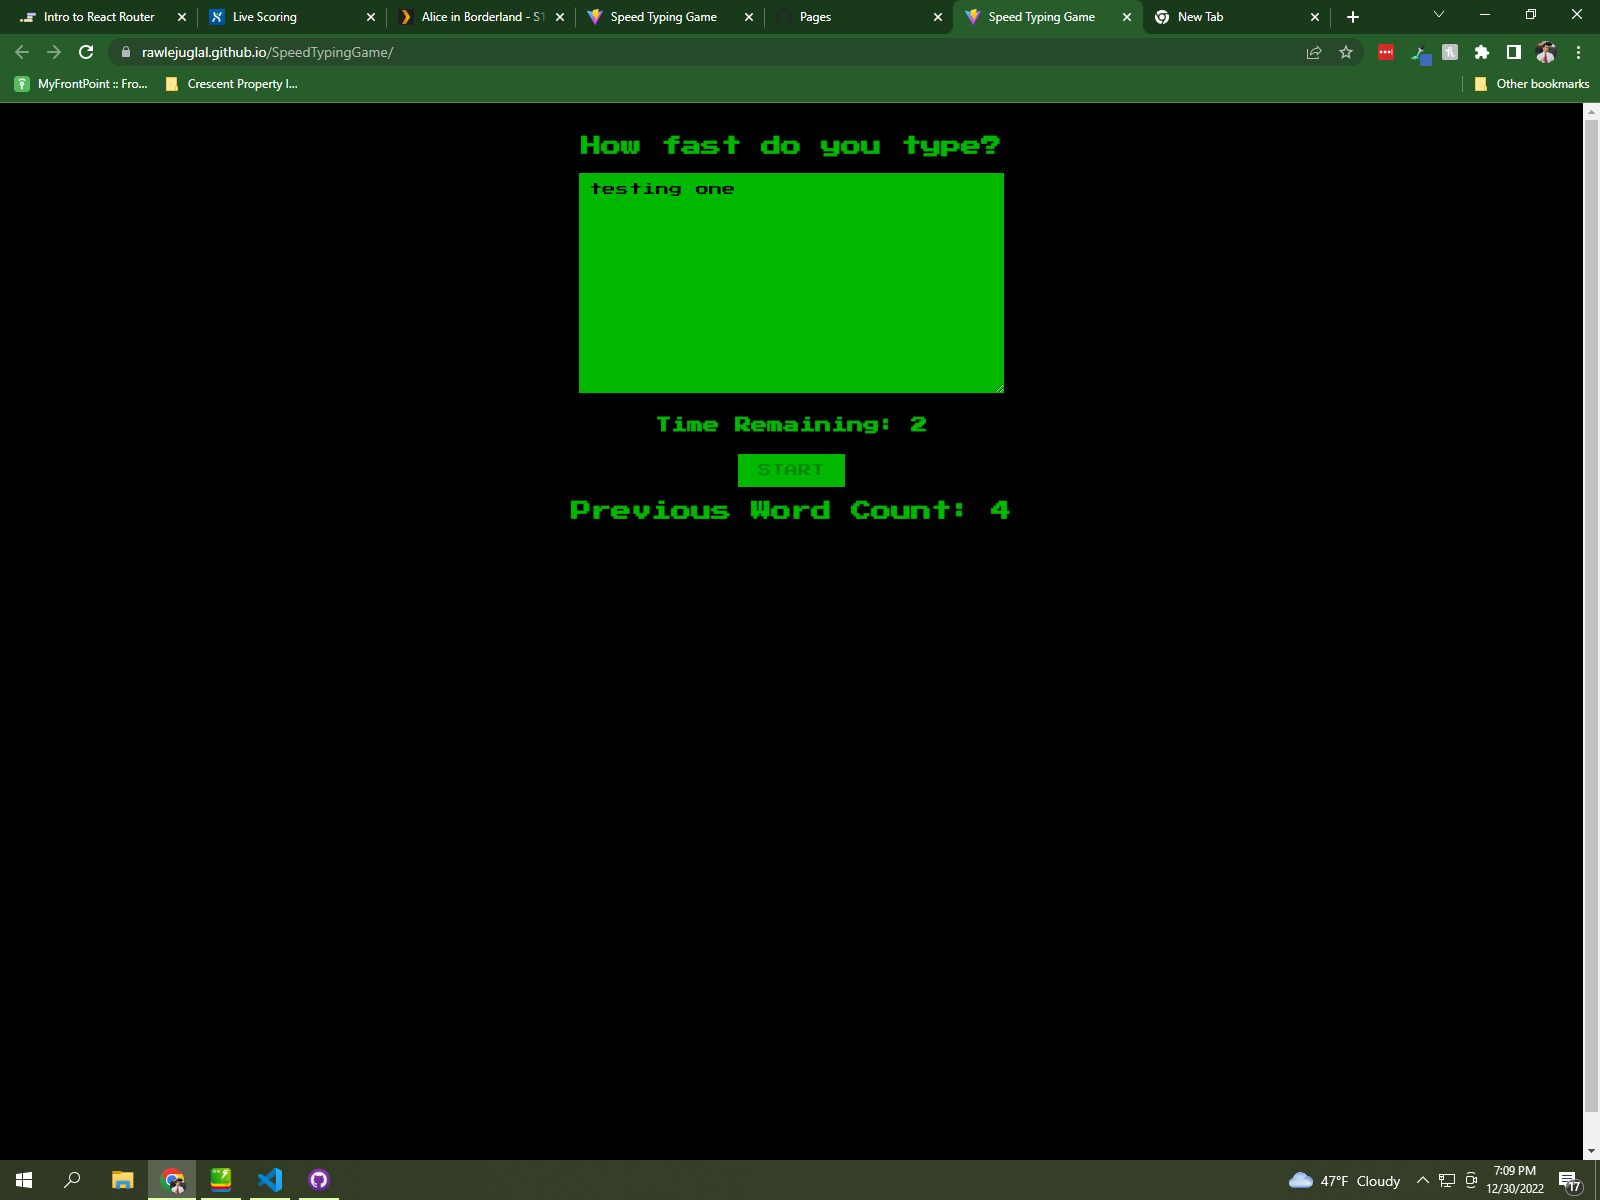 Intro to React Router
Live Scoring
Alice in Borderland - S1
Speed Typing Game
Pages
Speed Typing Game
New Tab
rawlejuglal.github.io/SpeedTypingGame/
MyFrontPoint :: Fro...
Crescent Property I...
Other bookmarks
How fast do you type?
testing one
Time Remaining: 2
START
Previous Word Count: 4
47°F Cloudy
7:09 PM
12/30/2022
17